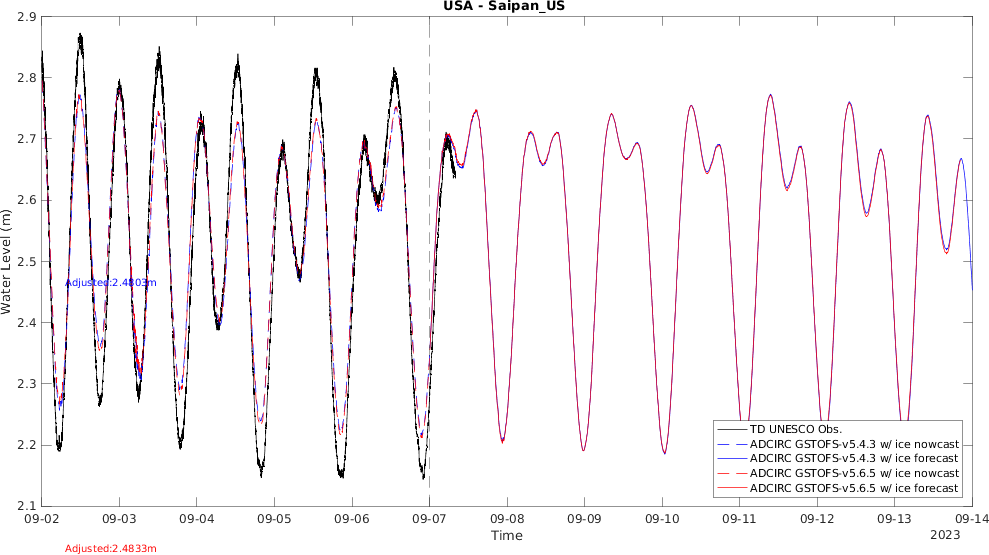 USA - Saipan_US
2.9
2.8
2.7
2.6
2.5
2.4
2.3
2.2
2.1
Water Level (m)
Adjusted:2.4803m
TD UNESCO Obs.
ADCIRC GSTOFS-v5.4.3 w/ ice nowcast
ADCIRC GSTOFS-v5.4.3 w/ ice forecast
ADCIRC GSTOFS-v5.6.5 w/ ice nowcast
ADCIRC GSTOFS-v5.6.5 w/ ice forecast
09-02 09-03 09-04 09-05 09-06 09-07 09-08 09-09 09-10 09-11 09-12 09-13 09-14
Time
2023
Adjusted:2.4833m